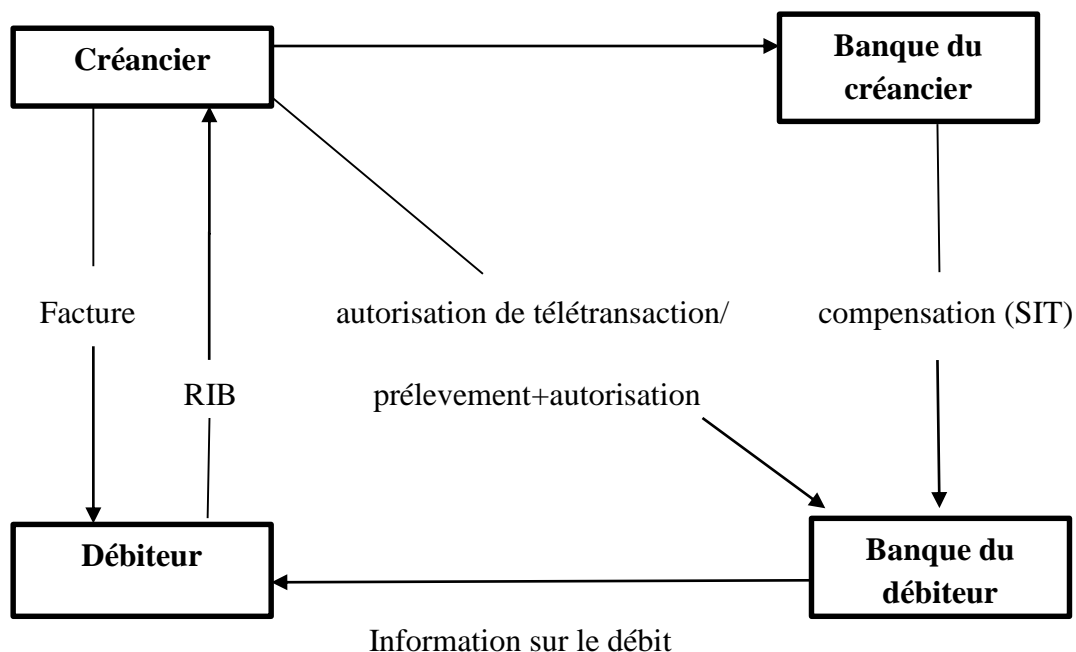 Créancier
Banque du
créancier
Facture
autorisation de télétransaction/
compensation (SIT)
RIB
prélevement+autorisation
Débiteur
Banque du
débiteur
Information sur le débit